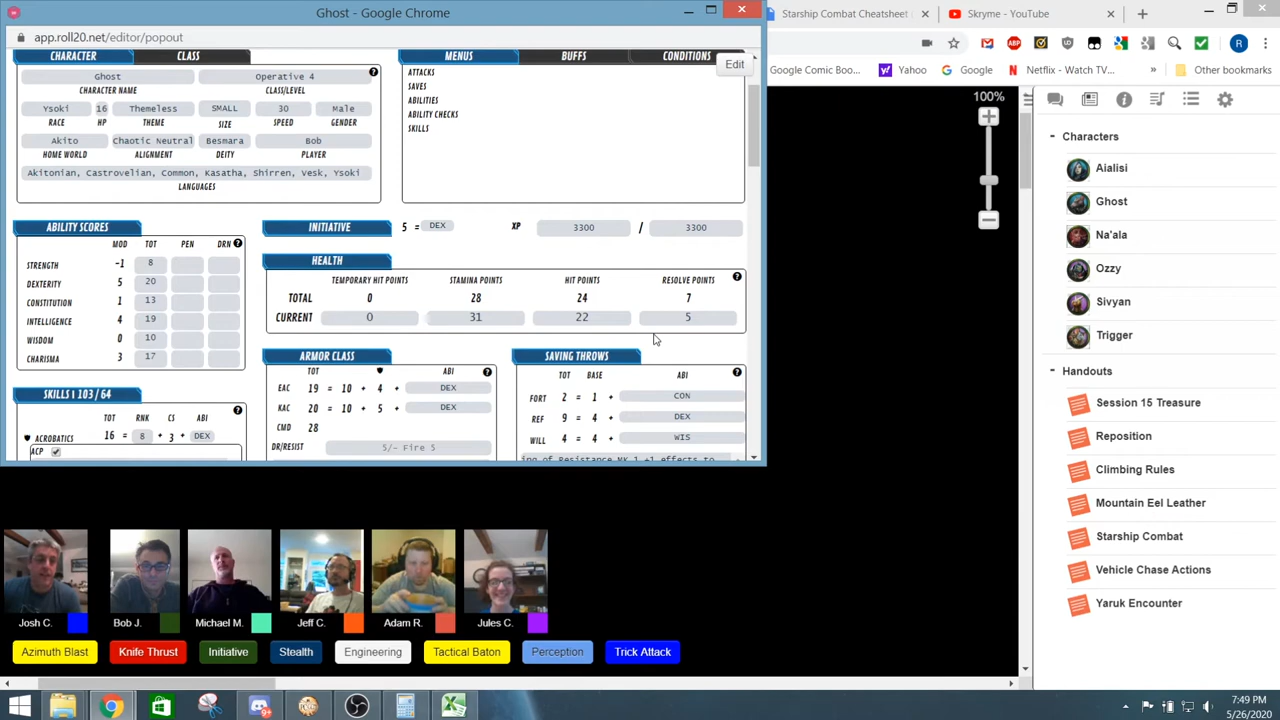 Ghost - Google Chrome
app.roll20.net/editor/popout
Starship Combat Cheatsheet
Skryme - YouTube
Google Comic Boo...
Yahoo
Google
Netflix - Watch TV...
Other bookmarks
CHARACTER CLASS
Ghost Operative 4
CHARACTER NAME CLASS/LEVEL
Ysoki 16 Themeless SMALL 30 Male
RACE HP THEME SIZE SPEED GENDER
Akito Chaotic Neutral Besmara Bob
HOME WORLD ALIGNMENT DEITY PLAYER
Akitonian, Castrovelian, Common, Kasatha, Shirren, Vesk, Ysoki
LANGUAGES
MENUS BUFFS CONDITIONS
Edit
ATTACKS
SAVES
ABILITIES
ABILITY CHECKS
SKILLS
ABILITY SCORES
MOD TOT PEN DRN
STRENGTH -1 8
DEXTERITY 5 20
CONSTITUTION 1 13
INTELLIGENCE 4 19
WISDOM 0 10
CHARISMA 3 17
INITIATIVE 5 = DEX XP 3300 / 3300
HEALTH
TEMPORARY HIT POINTS STAMINA POINTS HIT POINTS RESOLVE POINTS
TOTAL 0 28 24 7
CURRENT 0 31 22 5
SKILLS | 103 / 64
TOT RNK CS ABI
ACROBATICS 16 = 8 + 3 + DEX
ACP
ARMOR CLASS
TOT ABI
EAC 19 = 10 + 4 + DEX
KAC 20 = 10 + 5 + DEX
CMD 28
DR/RESIST 5/- Fire 5
SAVING THROWS
TOT BASE ABI
FORT 2 = 1 + CON
REF 9 = 4 + DEX
WILL 4 = 4 + WIS
ing of Resistance MK 1 +1 effects to
100%
Characters
Aialisi
Ghost
Na'ala
Ozzy
Sivyan
Trigger
Handouts
Session 15 Treasure
Reposition
Climbing Rules
Mountain Eel Leather
Starship Combat
Vehicle Chase Actions
Yaruk Encounter
Josh C.
Bob J.
Michael M.
Jeff C.
Adam R.
Jules C.
Azimuth Blast
Knife Thrust
Initiative
Stealth
Engineering
Tactical Baton
Perception
Trick Attack
7:49 PM
5/26/2020